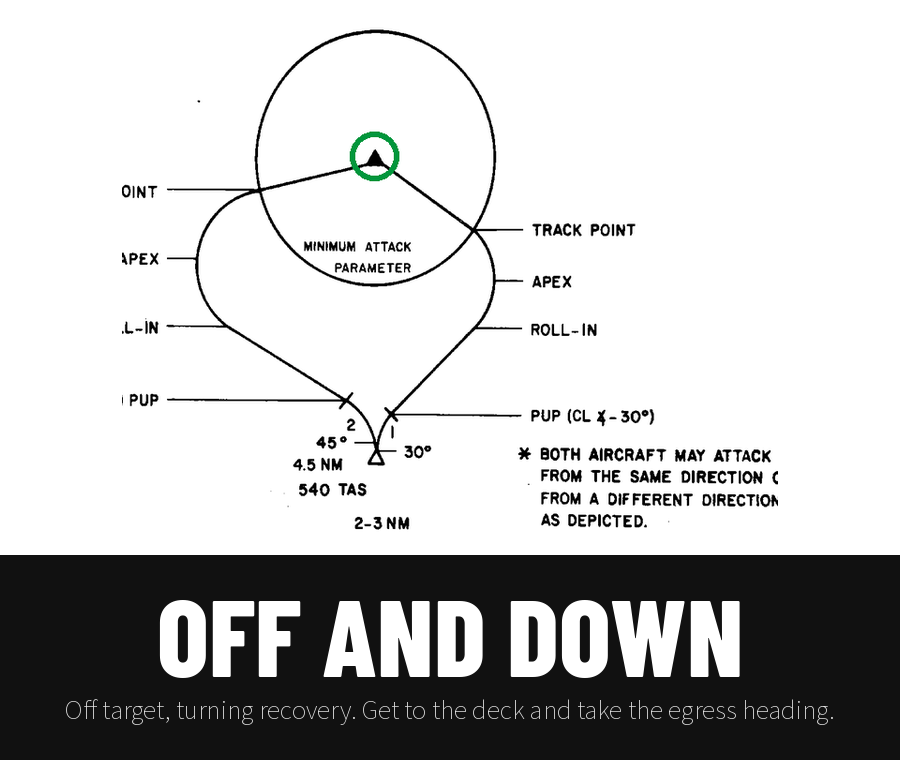 OINT
APEX
L-IN
PUP
MINIMUM ATTACK
PARAMETER
TRACK POINT
APEX
ROLL-IN
PUP (CL ∡-30°)
2
1
45°
30°
4.5 NM
540 TAS
2-3 NM
* BOTH AIRCRAFT MAY ATTACK
FROM THE SAME DIRECTION
FROM A DIFFERENT DIRECTION
AS DEPICTED.
OFF AND DOWN
Off target, turning recovery. Get to the deck and take the egress heading.